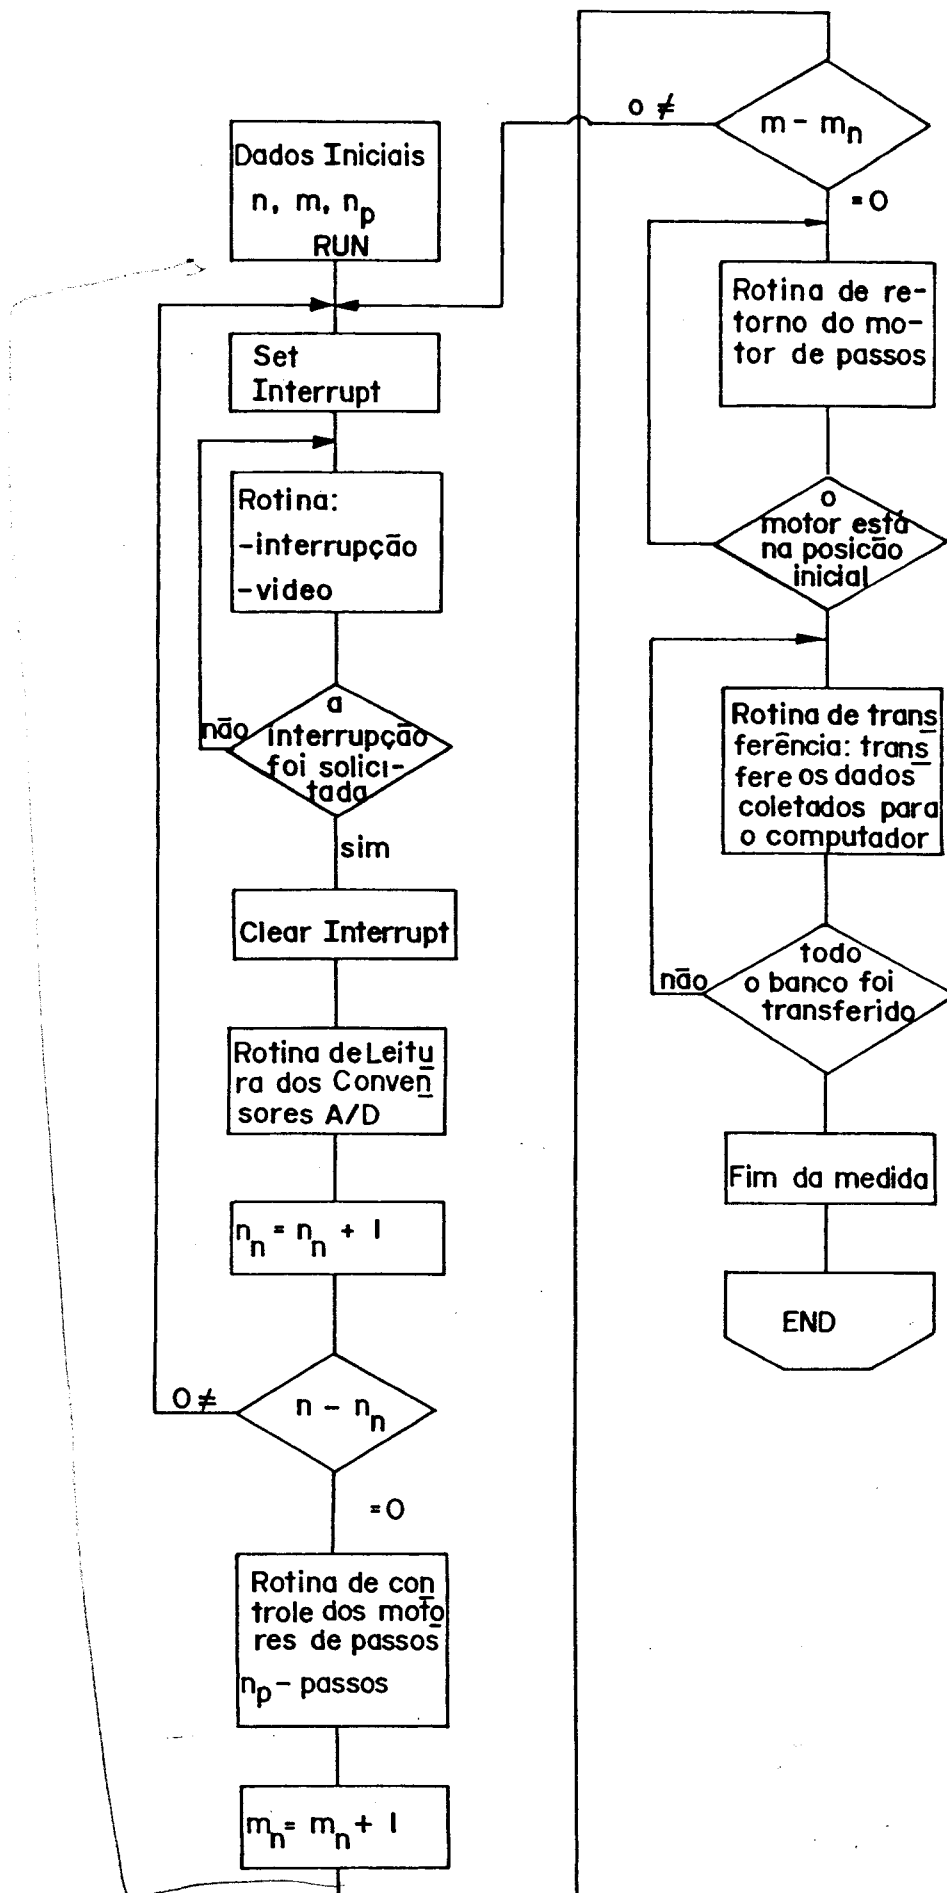 Dados Iniciais
n, m, n_p
RUN
Set
Interrupt
Rotina:
-interrupção
-video
a
interrupção
foi solici-
tada
não
sim
Clear Interrupt
Rotina de Leitu
ra dos Conven
sores A/D
n_n = n_n + 1
n - n_n
0 ≠
= 0
Rotina de con
trole dos moto
res de passos
n_p - passos
m_n = m_n + 1
m - m_n
0 ≠
= 0
Rotina de re-
torno do mo-
tor de passos
o
motor está
na posicão
inicial
Rotina de trans
ferência: trans
fere os dados
coletados para
o computador
todo
o banco foi
transferido
não
Fim da medida
END